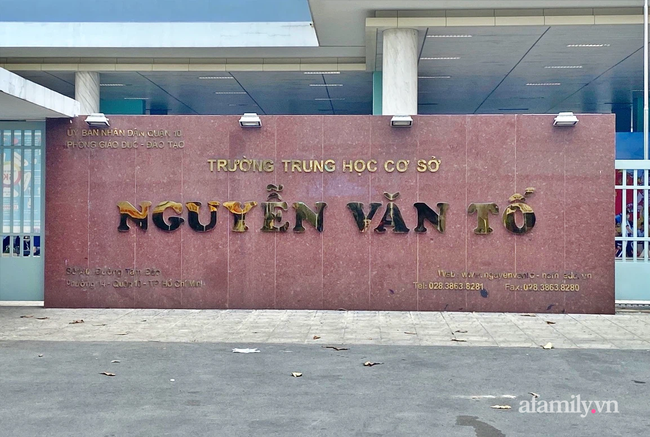 ỦY BAN NHÂN DÂN QUẬN 10
PHÒNG GIÁO DỤC - ĐÀO TẠO
TRƯỜNG TRUNG HỌC CƠ SỞ
NGUYỄN VĂN TỐ
Đường Tam Đảo
Phường 14 - Quận 10 - TP Hồ Chí Minh
Tel: 028.3863.8281 Fax: 028.3863.8280
afamily.vn